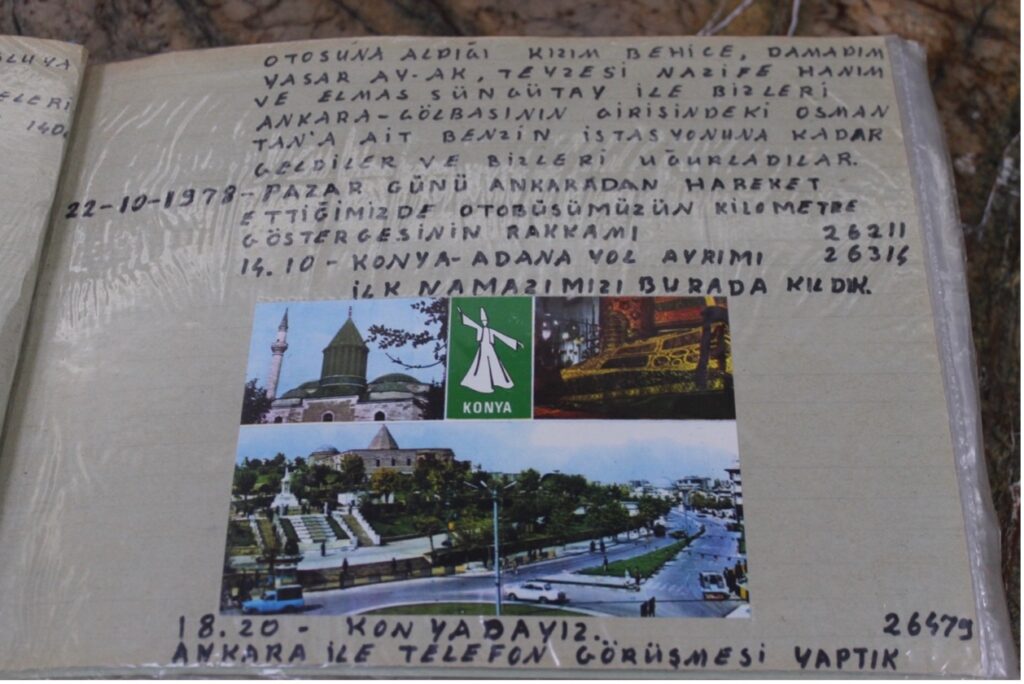 OTOSUNA ALDIĞI KIZIM BEHİCE, DAMADIM
YAŞAR AY-AK, TEYZESİ NAZİFE HANIM
VE ELMAS SÜNGÜTAY İLE BİZLERİ
ANKARA-GÖLBAŞININ GİRİŞİNDEKİ OSMAN
TAN'A AİT BENZİN İSTASYONUNA KADAR
GELDİLER VE BİZLERİ UĞURLADILAR.
22-10-1978-PAZAR GÜNÜ ANKARADAN HAREKET
ETTİĞİMİZDE OTOBÜSÜMÜZÜN KİLOMETRE
GÖSTERGESİNİN RAKKAMI 26211
14.10 - KONYA-ADANA YOL AYRIMI 26314
İLK NAMAZIMIZI BURADA KILDIK.
KONYA
18.20 - KONYADAYIZ. 26479
ANKARA İLE TELEFON GÖRÜŞMESİ YAPTIK